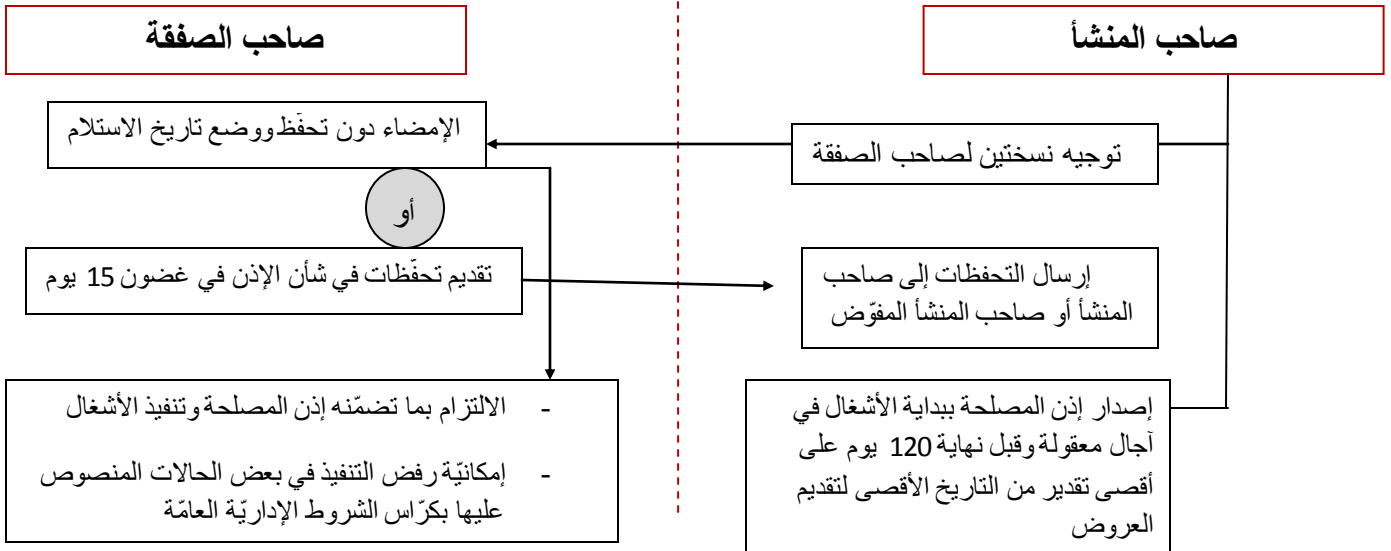 صاحب المنشأ
صاحب الصفقة
توجيه نسختين لصاحب الصفقة
الإمضاء دون تحفّظ ووضع تاريخ الاستلام
أو
تقديم تحفّظات في شأن الإذن في غضون 15 يوم
إرسال التحفظات إلى صاحب
المنشأ أو صاحب المنشأ المفوّض
إصدار إذن المصلحة ببداية الأشغال في
آجال معقولة وقبل نهاية 120 يوم على
أقصى تقدير من التاريخ الأقصى لتقديم
العروض
- الالتزام بما تضمّنه إذن المصلحة وتنفيذ الأشغال
- إمكانيّة رفض التنفيذ في بعض الحالات المنصوص
عليها بكرّاس الشروط الإداريّة العامّة